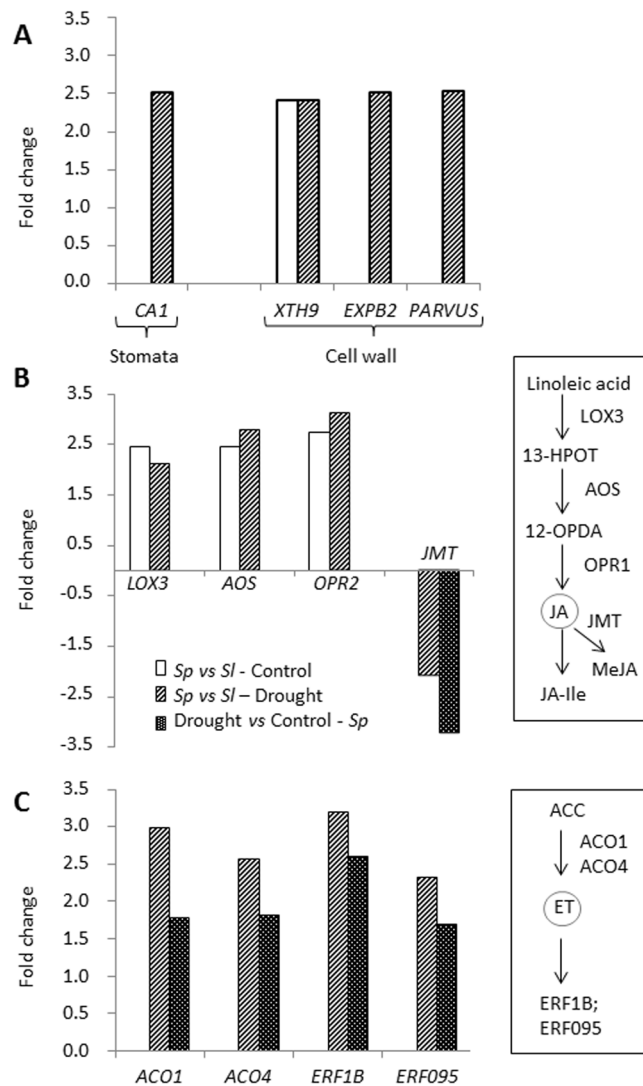 A
Fold change
3.5
3.0
2.5
2.0
1.5
1.0
0.5
0.0
CA1 XTH9 EXPB2 PARVUS
Stomata Cell wall
B
Fold change
3.5
2.5
1.5
0.5
-0.5
-1.5
-2.5
-3.5
LOX3 AOS OPR2 JMT
Sp vs Sl - Control
Sp vs Sl – Drought
Drought vs Control - Sp
Linoleic acid
LOX3
13-HPOT
AOS
12-OPDA
OPR1
JA JMT
MeJA
JA-Ile
C
Fold change
3.5
3.0
2.5
2.0
1.5
1.0
0.5
0.0
ACO1 ACO4 ERF1B ERF095
ACC
ACO1
ACO4
ET
ERF1B;
ERF095